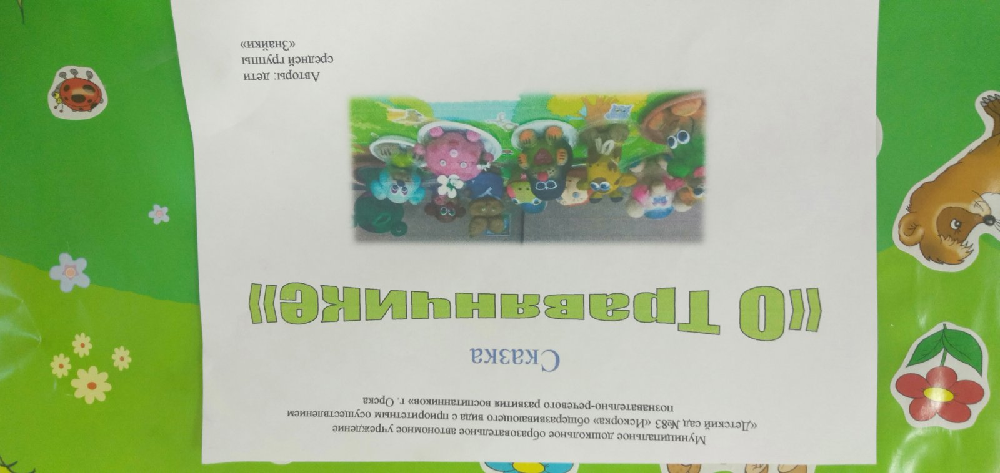 Муниципальное дошкольное образовательное автономное учреждение
«Детский сад №83 «Искорка» общеразвивающего вида с приоритетным осуществлением
познавательно-речевого развития воспитанников» г. Орска
Сказка
«О Травяничке»
Авторы: дети
средней группы
«Знайки»